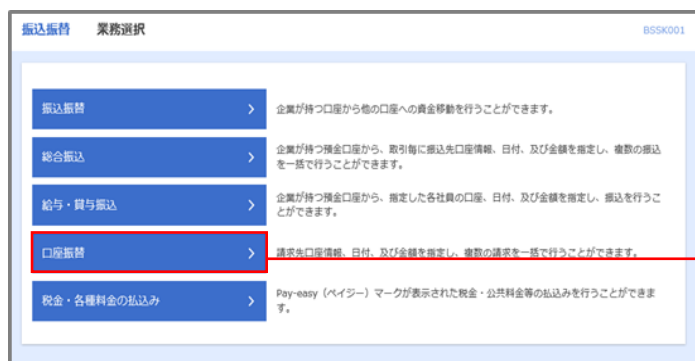 振込振替 業務選択 BSSK001
振込振替 企業が持つ口座から他の口座への資金移動を行うことができます。
総合振込 企業が持つ預金口座から、取引毎に振込先口座情報、日付、及び金額を指定し、複数の振込
を一括で行うことができます。
給与・賞与振込 企業が持つ預金口座から、指定した各社員の口座、日付、及び金額を指定し、振込を行うこ
とができます。
口座振替 請求先口座情報、日付、及び金額を指定し、複数の請求を一括で行うことができます。
税金・各種料金の払込み Pay-easy（ペイジー）マークが表示された税金・公共料金等の払込みを行うことができま
す。